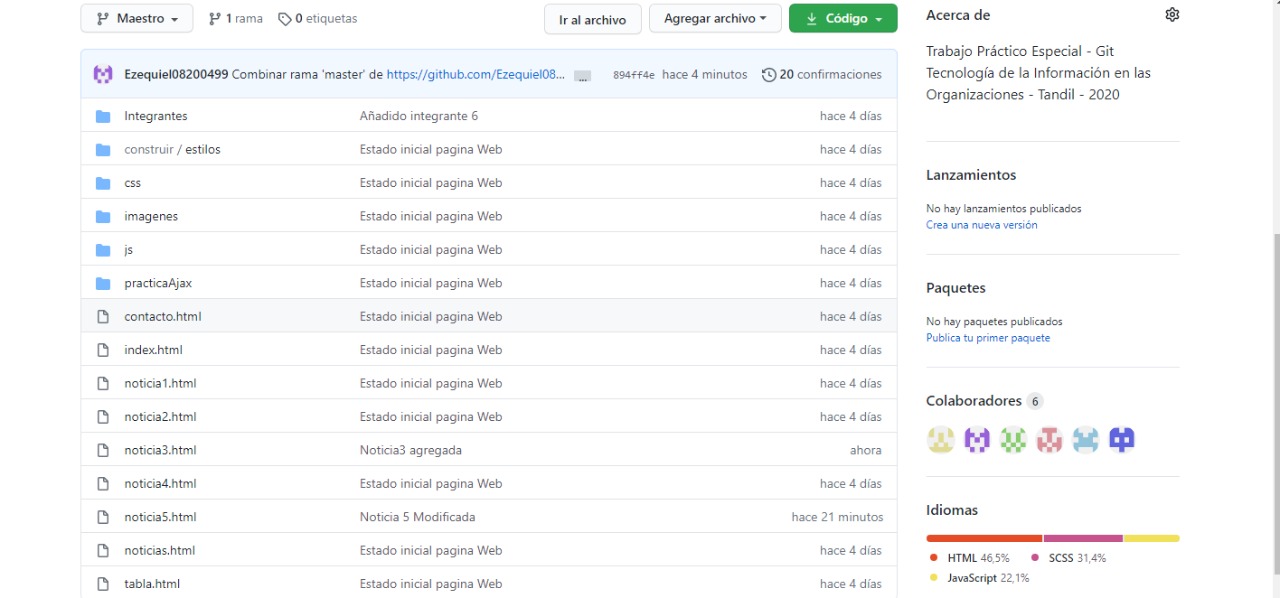 Maestro
1 rama
0 etiquetas
Ir al archivo
Agregar archivo
Código
Ezequiel08200499 Combinar rama 'master' de https://github.com/Ezequiel08... ... 894ff4e hace 4 minutos 20 confirmaciones
Integrantes Añadido integrante 6 hace 4 días
construir / estilos Estado inicial pagina Web hace 4 días
css Estado inicial pagina Web hace 4 días
imagenes Estado inicial pagina Web hace 4 días
js Estado inicial pagina Web hace 4 días
practicaAjax Estado inicial pagina Web hace 4 días
contacto.html Estado inicial pagina Web hace 4 días
index.html Estado inicial pagina Web hace 4 días
noticia1.html Estado inicial pagina Web hace 4 días
noticia2.html Estado inicial pagina Web hace 4 días
noticia3.html Noticia3 agregada ahora
noticia4.html Estado inicial pagina Web hace 4 días
noticia5.html Noticia 5 Modificada hace 21 minutos
noticias.html Estado inicial pagina Web hace 4 días
tabla.html Estado inicial pagina Web hace 4 días
Acerca de
Trabajo Práctico Especial - Git
Tecnología de la Información en las
Organizaciones - Tandil - 2020
Lanzamientos
No hay lanzamientos publicados
Crea una nueva versión
Paquetes
No hay paquetes publicados
Publica tu primer paquete
Colaboradores 6
Idiomas
HTML 46,5% SCSS 31,4%
JavaScript 22,1%